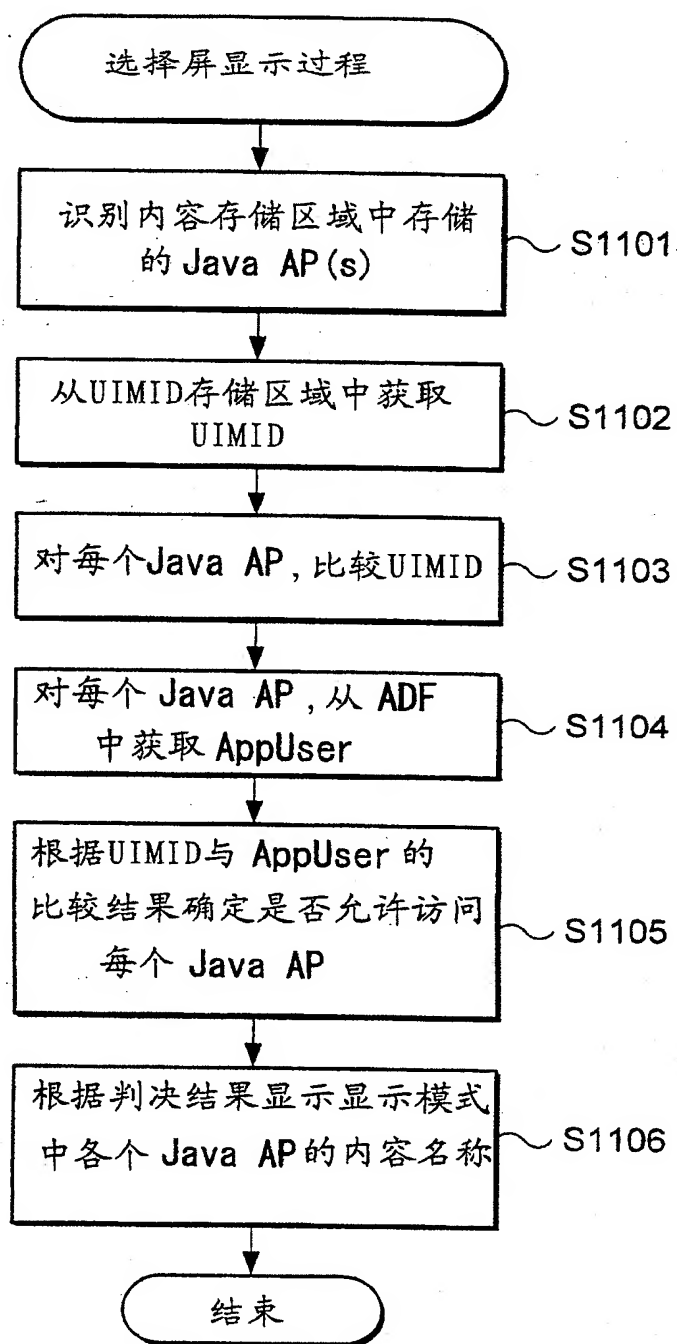 选择屏显示过程
识别内容存储区域中存储
的 Java AP(s)
S1101
从UIMID存储区域中获取
UIMID
S1102
对每个Java AP,比较UIMID
S1103
对每个 Java AP,从 ADF
中获取 AppUser
S1104
根据UIMID与 AppUser 的
比较结果确定是否允许访问
每个 Java AP
S1105
根据判决结果显示显示模式
中各个 Java AP的内容名称
S1106
结束